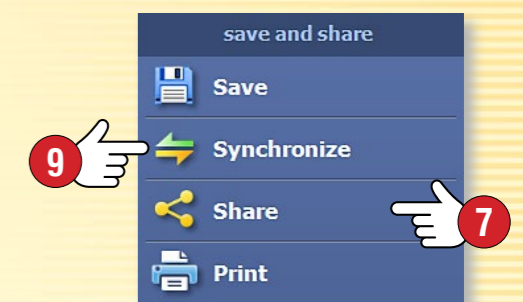 save and share
Save
9 Synchronize
Share 7
Print